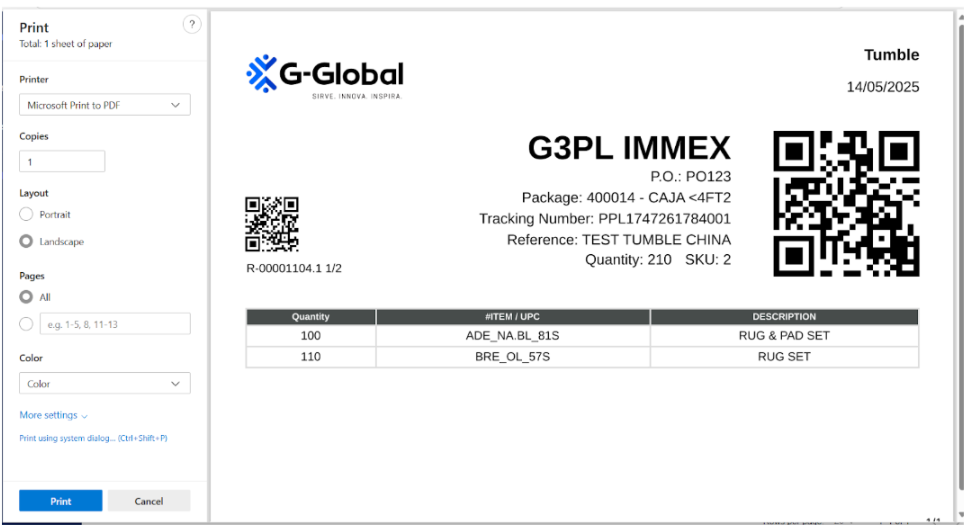 Print
?
Total: 1 sheet of paper
Printer
Microsoft Print to PDF
Copies
1
Layout
Portrait
Landscape
Pages
All
e.g. 1-5, 8, 11-13
Color
Color
More settings
Print using system dialog... (Ctrl+Shift+P)
Print
Cancel
G-Global
SIRVE. INNOVA. INSPIRA.
Tumble
14/05/2025
G3PL IMMEX
P.O.: PO123
Package: 400014 - CAJA <4FT2
Tracking Number: PPL1747261784001
Reference: TEST TUMBLE CHINA
Quantity: 210 SKU: 2
R-00001104.1 1/2
Quantity #ITEM / UPC DESCRIPTION
100 ADE_NA.BL_81S RUG & PAD SET
110 BRE_OL_57S RUG SET